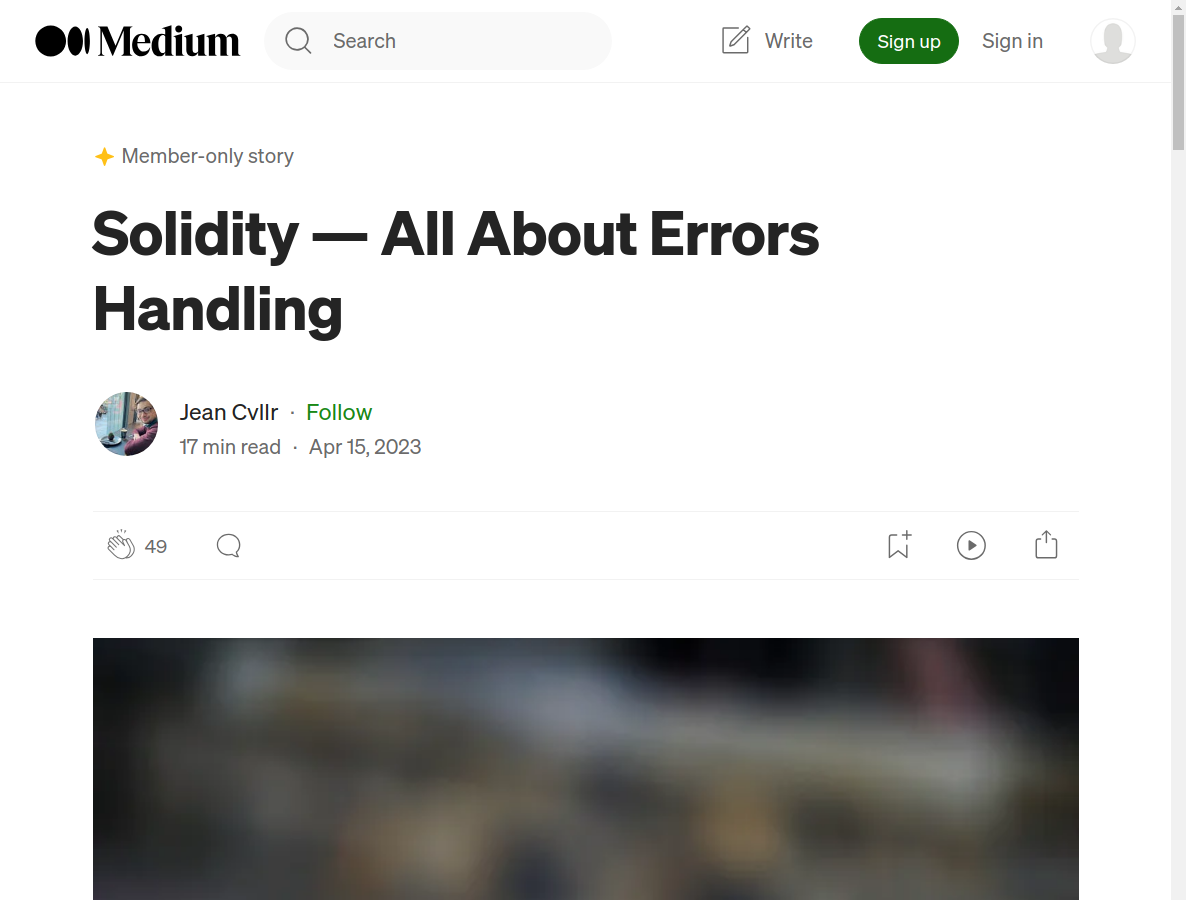 Medium
Search
Write
Sign up
Sign in
Member-only story
Solidity — All About Errors
Handling
Jean Cvllr · Follow
17 min read · Apr 15, 2023
49